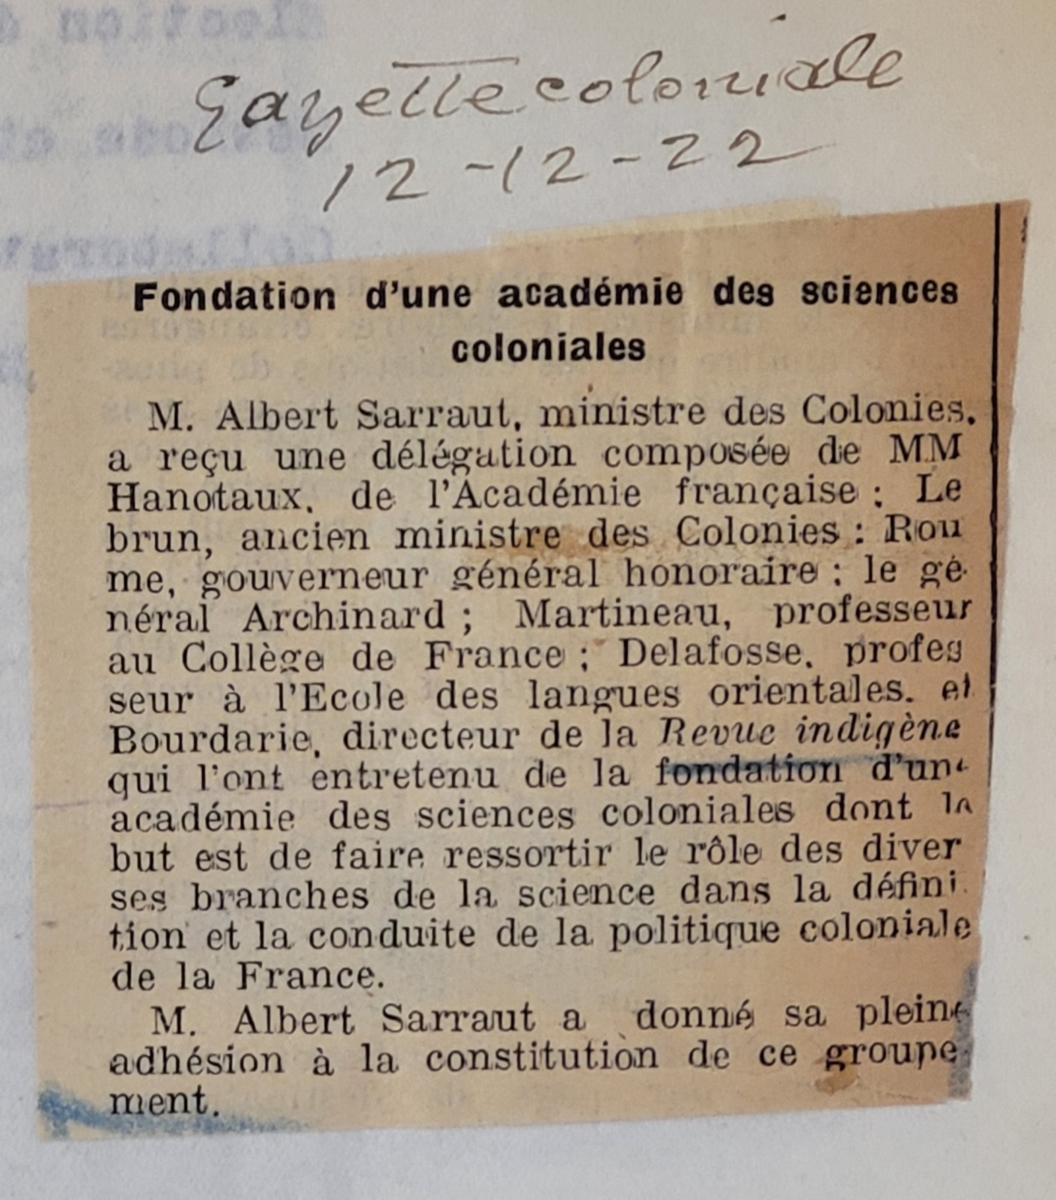 Gazette coloniale
12-12-22
Fondation d'une académie des sciences
coloniales
M. Albert Sarraut, ministre des Colonies,
a reçu une délégation composée de MM
Hanotaux, de l'Académie française ; Le
brun, ancien ministre des Colonies ; Rou
me, gouverneur général honoraire ; le gé-
néral Archinard ; Martineau, professeur
au Collège de France ; Delafosse, profes
seur à l'Ecole des langues orientales, et
Bourdarie, directeur de la Revue indigène
qui l'ont entretenu de la fondation d'une
académie des sciences coloniales dont le
but est de faire ressortir le rôle des diver
ses branches de la science dans la défini-
tion et la conduite de la politique coloniale
de la France.
M. Albert Sarraut a donné sa pleine
adhésion à la constitution de ce groupe-
ment.